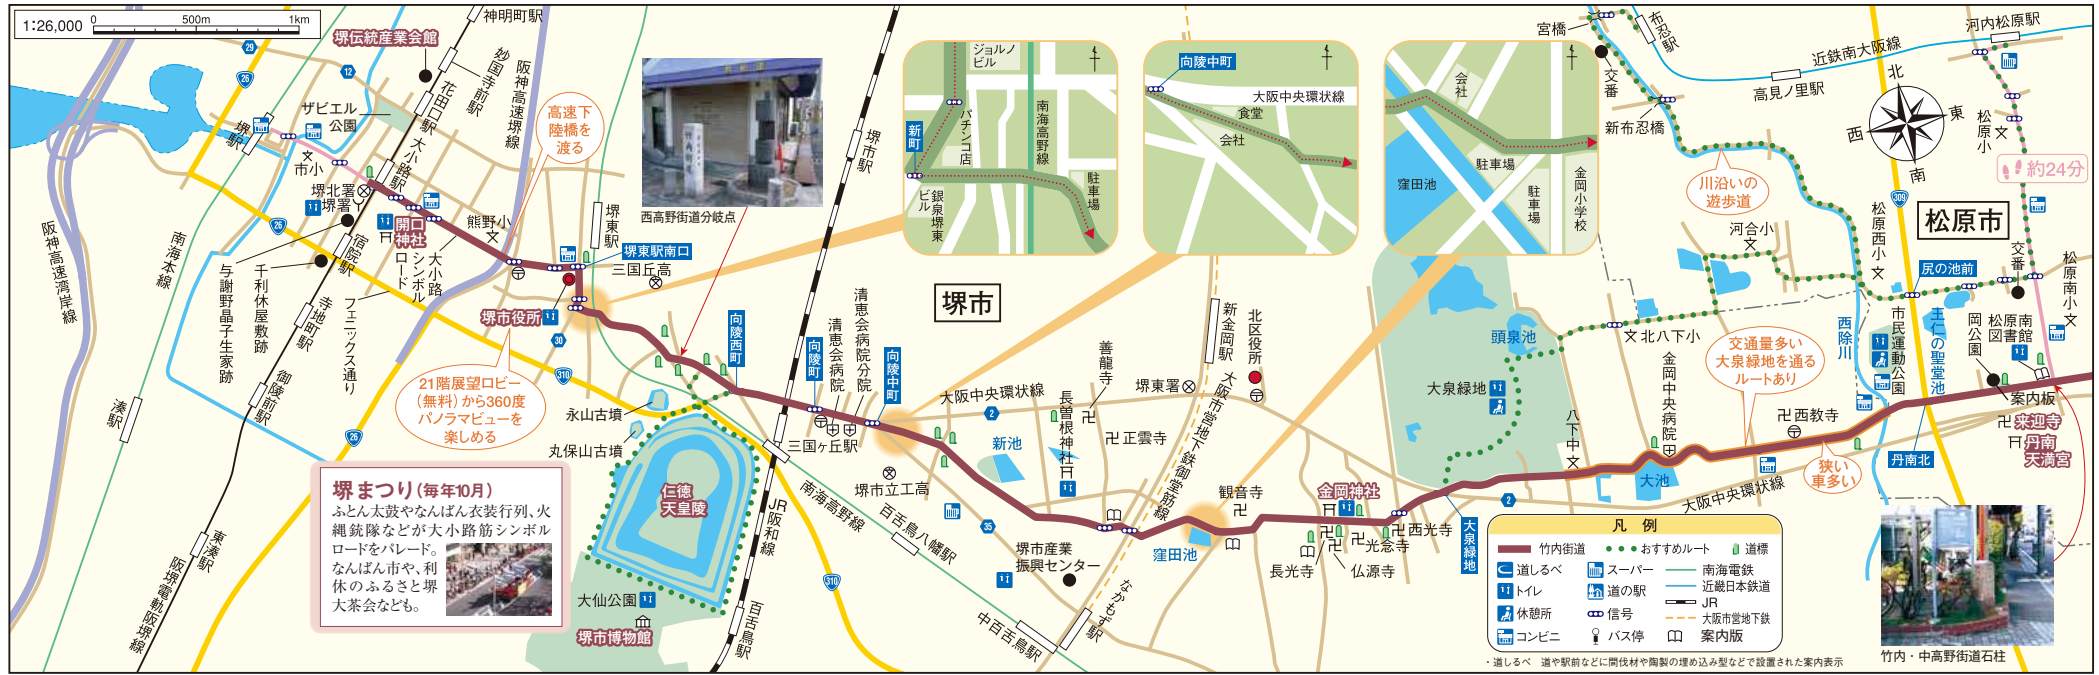 1:26,000
0 500m 1km
神明町駅
堺伝統産業会館
妙国寺前駅
阪神高速堺線
花田口駅
ザビエル
公園
堺駅
市小
大小路駅
堺北署
堺署
開口
神社
熊野小
高速下
陸橋を
渡る
宿院駅
大小路
シンボル
ロード
与謝野晶子生家跡
千利休屋敷跡
寺地町駅
フェニックス通り
御陵前駅
阪神高速湾岸線
南海本線
湊駅
東湊駅
阪堺電軌阪堺線
29
26
12
26
26
30
310
310
堺市役所
堺東駅
堺東駅南口
三国丘高
21階展望ロビー
(無料)から360度
パノラマビューを
楽しめる
西高野街道分岐点
堺市駅
向陵西町
永山古墳
丸保山古墳
仁徳
天皇陵
大仙公園
堺市博物館
堺まつり(毎年10月)
ふとん太鼓やなんばん衣装行列、火
縄銃隊などが大小路筋シンボル
ロードをパレード。
なんばん市や、利
休のふるさと堺
大茶会なども。
向陵町
清恵会病院
清恵会病院分院
向陵中町
三国ヶ丘駅
JR阪和線
南海高野線
百舌鳥八幡駅
百舌鳥駅
中百舌鳥駅
なかもず駅
堺市立工高
堺市
大阪中央環状線
2
35
新池
長曽根神社
善龍寺
正雲寺
堺東署
新金岡駅
大阪市営地下鉄御堂筋線
北区役所
堺市産業
振興センター
窪田池
観音寺
金岡神社
長光寺
仏源寺
光念寺
西光寺
大泉緑地
ジョルノ
ビル
新町
パチンコ店
南海高野線
銀泉堺東
ビル
駐車場
向陵中町
大阪中央環状線
食堂
会社
会社
窪田池
駐車場
駐車場
金岡小学校
宮橋
布忍駅
交番
新布忍橋
近鉄南大阪線
高見ノ里駅
河内松原駅
北
東
西
南
松原小
約24分
川沿いの
遊歩道
309
松原市
河合小
松原西小
尻の池前
交番
松原南小
頭泉池
大泉緑地
北八下小
八下中
金岡中央病院
交通量多い
大泉緑地を通る
ルートあり
西除川
市民運動公園
王仁の聖堂池
岡公園
松原南
図書館
案内板
来迎寺
丹南
天満宮
西教寺
狭い
車多い
丹南北
大池
大阪中央環状線
2
凡例
竹内街道
おすすめルート
道標
道しるべ
スーパー
南海電鉄
トイレ
道の駅
近畿日本鉄道
休憩所
信号
JR
大阪市営地下鉄
コンビニ
バス停
案内版
・道しるべ 道や駅前などに間伐材や陶製の埋め込み型などで設置された案内表示
竹内・中高野街道石柱